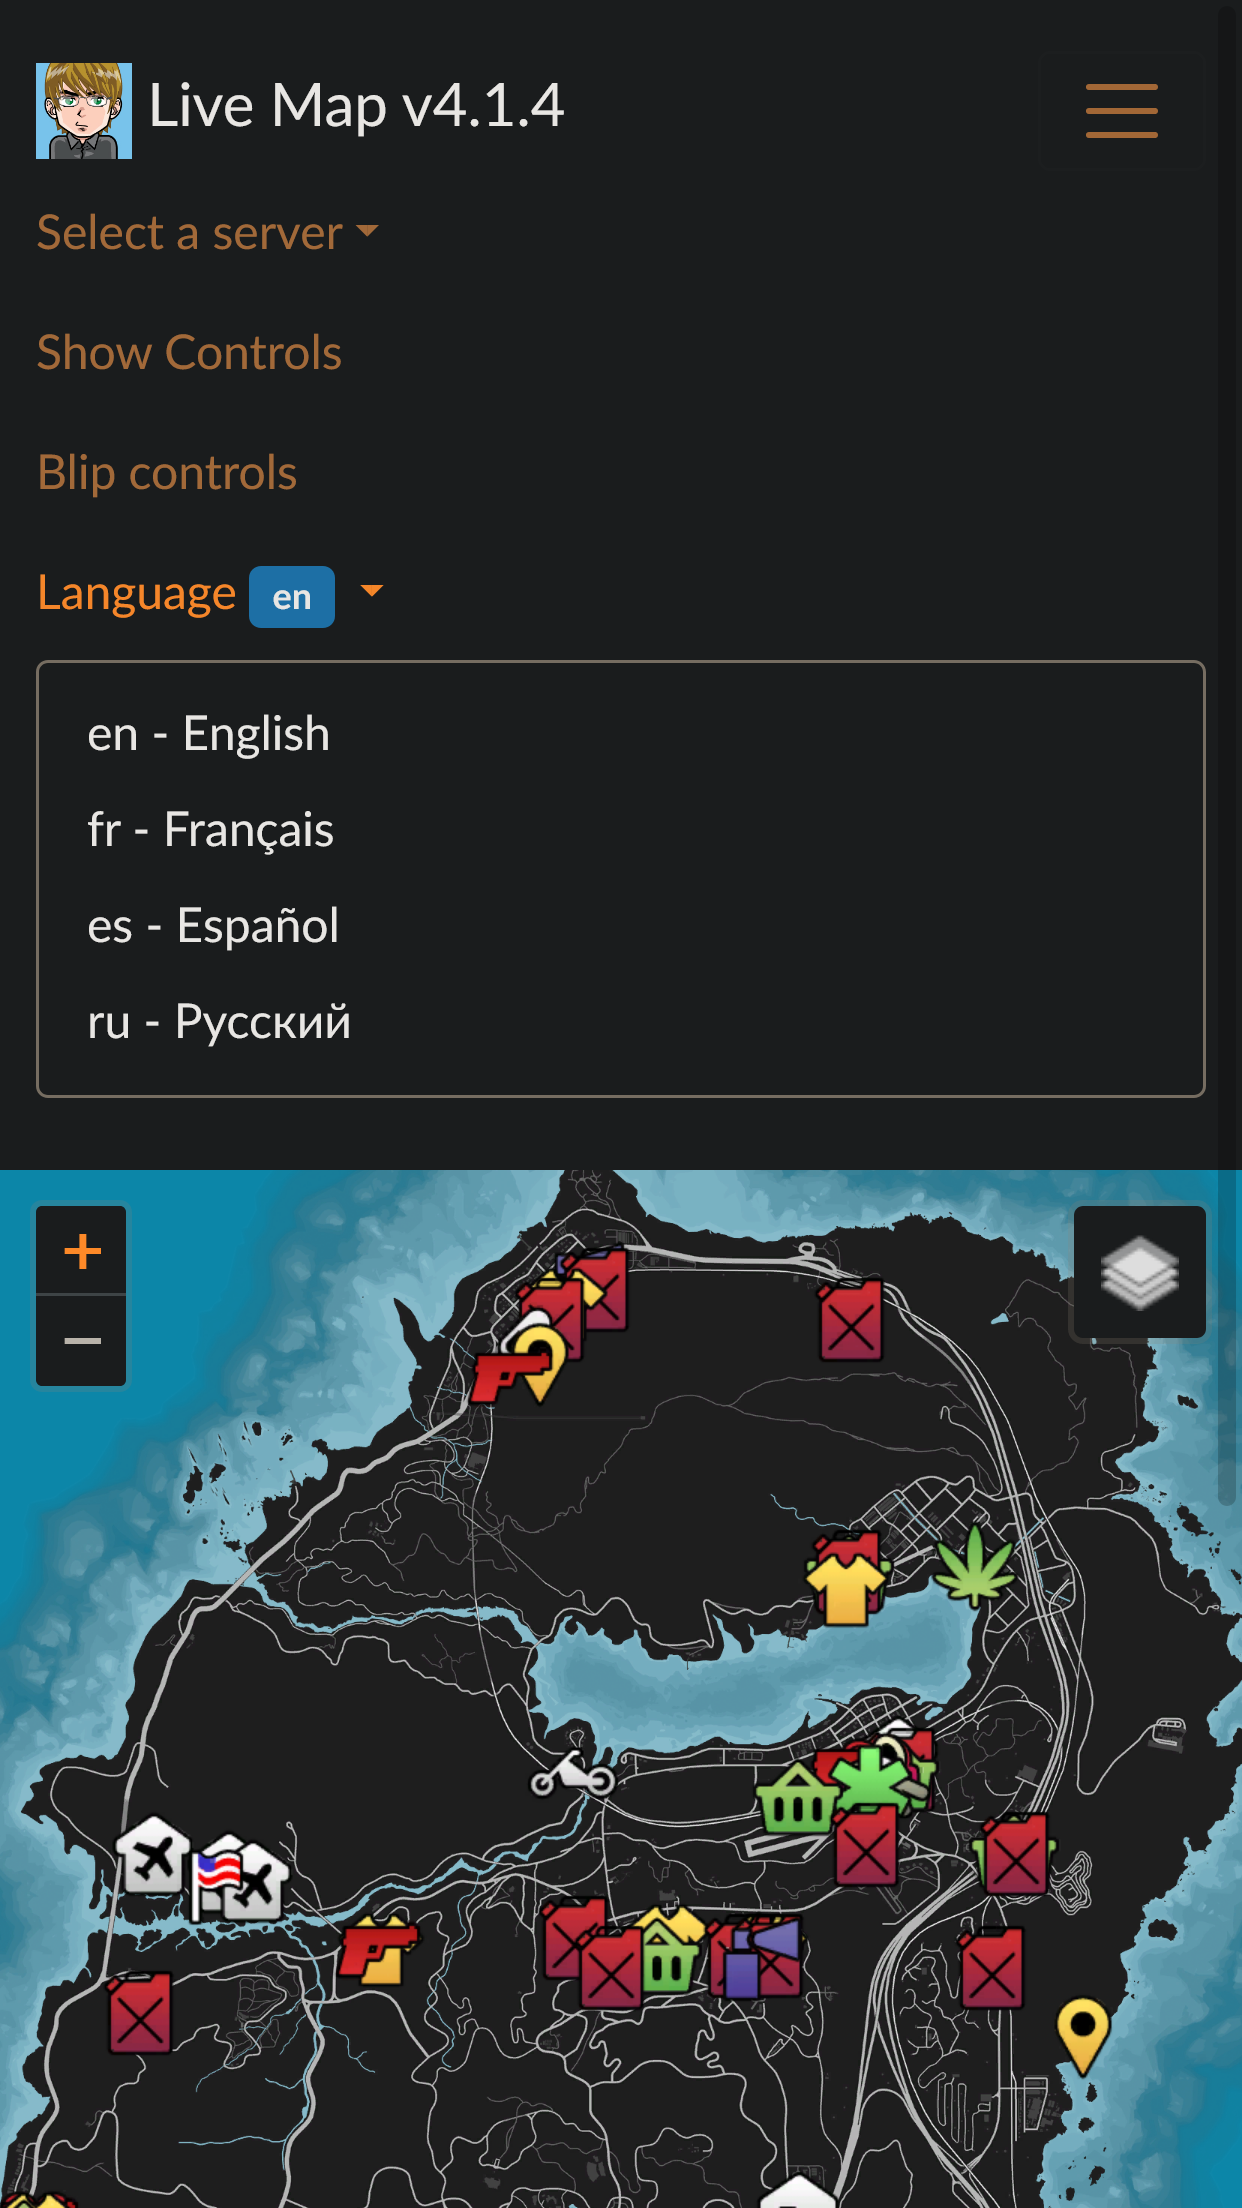 Live Map v4.1.4
Select a server
Show Controls
Blip controls
Language en
en - English
fr - Français
es - Español
ru - Русский
+
−